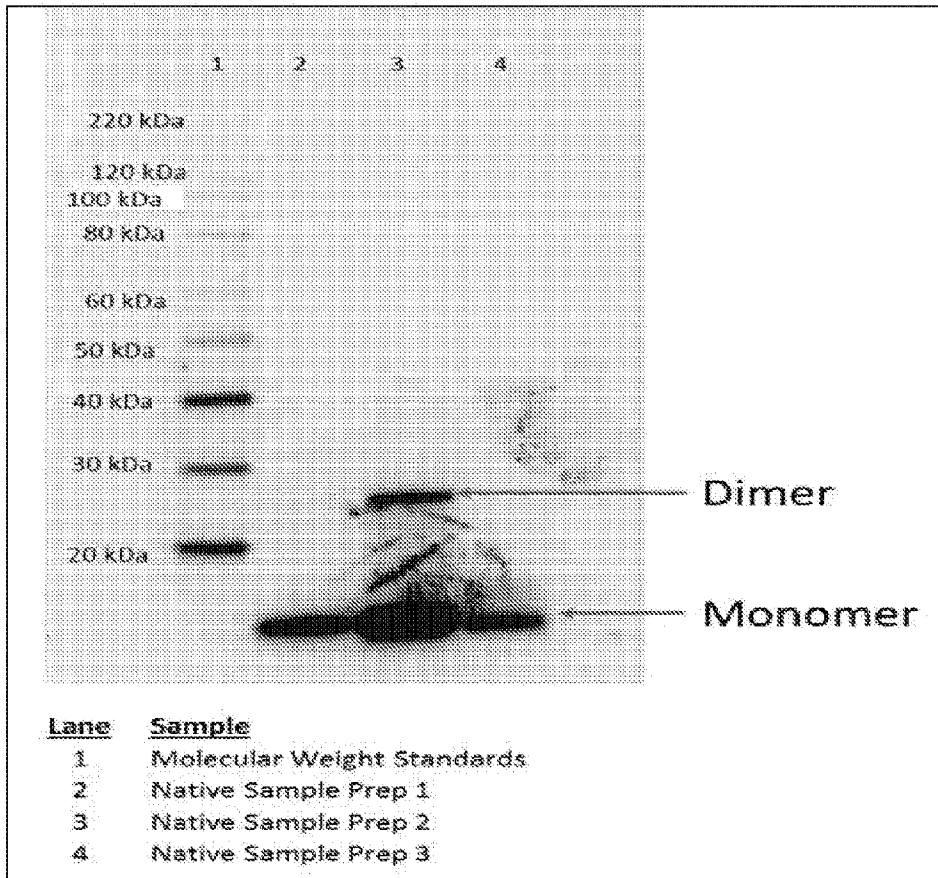 1 2 3 4
220 kDa
120 kDa
100 kDa
80 kDa
60 kDa
50 kDa
40 kDa
30 kDa
Dimer
20 kDa
Monomer
Lane Sample
1 Molecular Weight Standards
2 Native Sample Prep 1
3 Native Sample Prep 2
4 Native Sample Prep 3